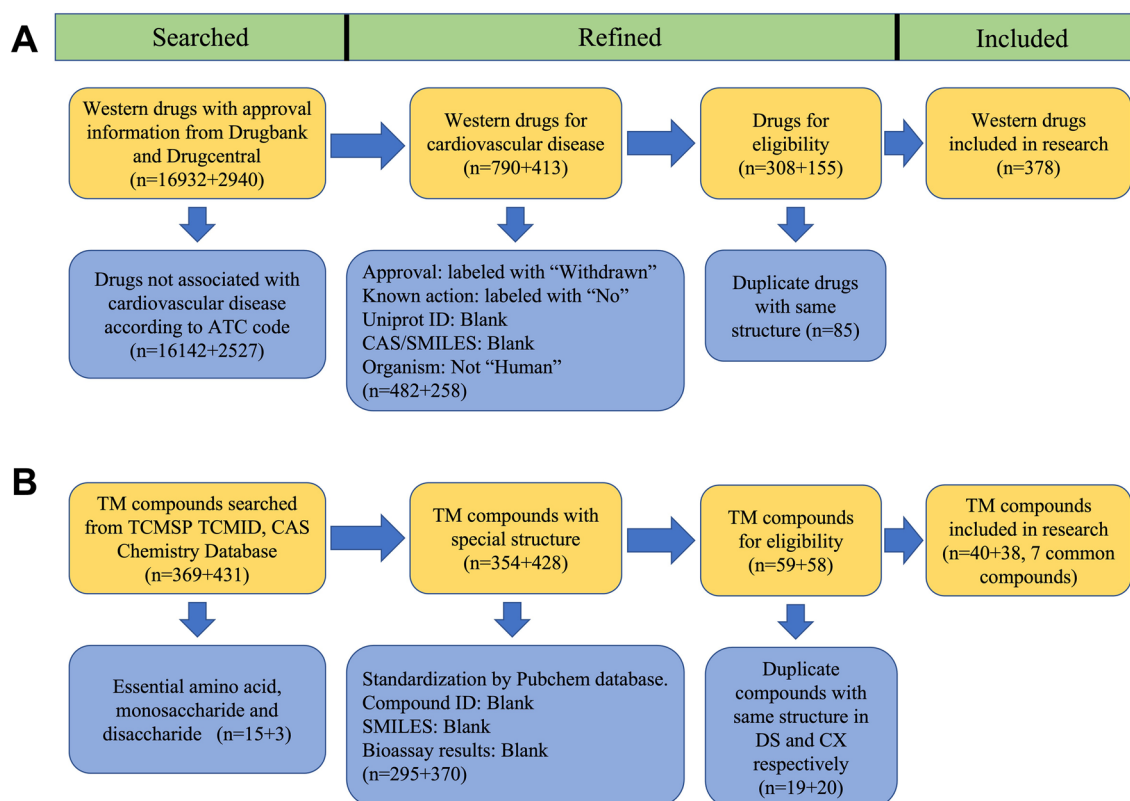 A
Searched
Refined
Included
Western drugs with approval
information from Drugbank
and Drugcentral
(n=16932+2940)
Western drugs for
cardiovascular disease
(n=790+413)
Drugs for
eligibility
(n=308+155)
Western drugs
included in research
(n=378)
Drugs not associated with
cardiovascular disease
according to ATC code
(n=16142+2527)
Approval: labeled with “Withdrawn”
Known action: labeled with “No”
Uniprot ID: Blank
CAS/SMILES: Blank
Organism: Not “Human”
(n=482+258)
Duplicate drugs
with same
structure (n=85)
B
TM compounds searched
from TCMSP TCMID, CAS
Chemistry Database
(n=369+431)
TM compounds with
special structure
(n=354+428)
TM compounds
for eligibility
(n=59+58)
TM compounds
included in research
(n=40+38, 7 common
compounds)
Essential amino acid,
monosaccharide and
disaccharide (n=15+3)
Standardization by Pubchem database.
Compound ID: Blank
SMILES: Blank
Bioassay results: Blank
(n=295+370)
Duplicate
compounds with
same structure in
DS and CX
respectively
(n=19+20)